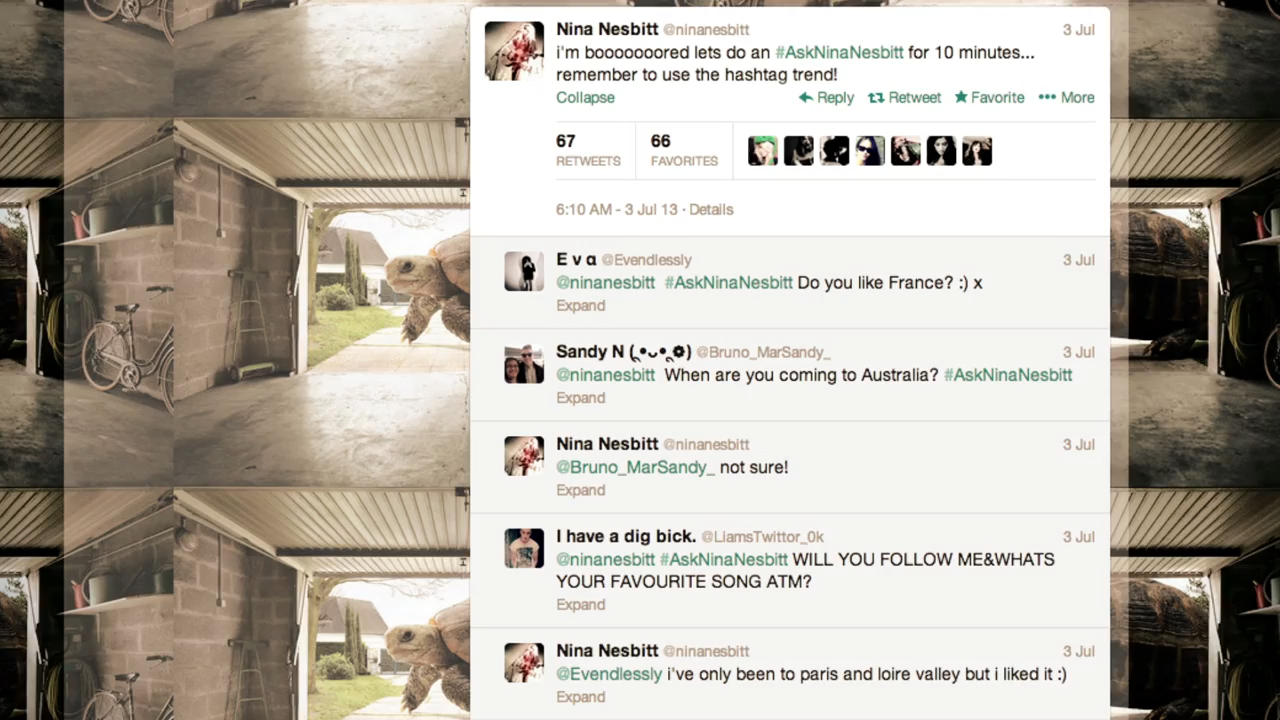 Nina Nesbitt @ninanesbitt 3 Jul
i'm boooooooored lets do an #AskNinaNesbitt for 10 minutes...
remember to use the hashtag trend!
Collapse Reply Retweet Favorite More
67 66
RETWEETS FAVORITES
6:10 AM - 3 Jul 13 · Details
E v ɑ @Evendlessly 3 Jul
@ninanesbitt #AskNinaNesbitt Do you like France? :) x
Expand
Sandy N @Bruno_MarSandy_ 3 Jul
@ninanesbitt When are you coming to Australia? #AskNinaNesbitt
Expand
Nina Nesbitt @ninanesbitt 3 Jul
@Bruno_MarSandy_ not sure!
Expand
I have a dig bick. @LiamsTwittor_0k 3 Jul
@ninanesbitt #AskNinaNesbitt WILL YOU FOLLOW ME&WHATS
YOUR FAVOURITE SONG ATM?
Expand
Nina Nesbitt @ninanesbitt 3 Jul
@Evendlessly i've only been to paris and loire valley but i liked it :)
Expand